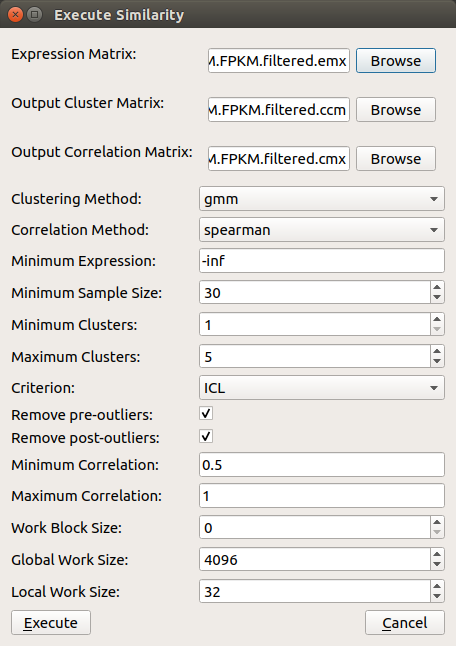 Execute Similarity
Expression Matrix: M.FPKM.filtered.emx Browse
Output Cluster Matrix: M.FPKM.filtered.ccm Browse
Output Correlation Matrix: M.FPKM.filtered.cmx Browse
Clustering Method: gmm
Correlation Method: spearman
Minimum Expression: -inf
Minimum Sample Size: 30
Minimum Clusters: 1
Maximum Clusters: 5
Criterion: ICL
Remove pre-outliers:
Remove post-outliers:
Minimum Correlation: 0.5
Maximum Correlation: 1
Work Block Size: 0
Global Work Size: 4096
Local Work Size: 32
Execute Cancel